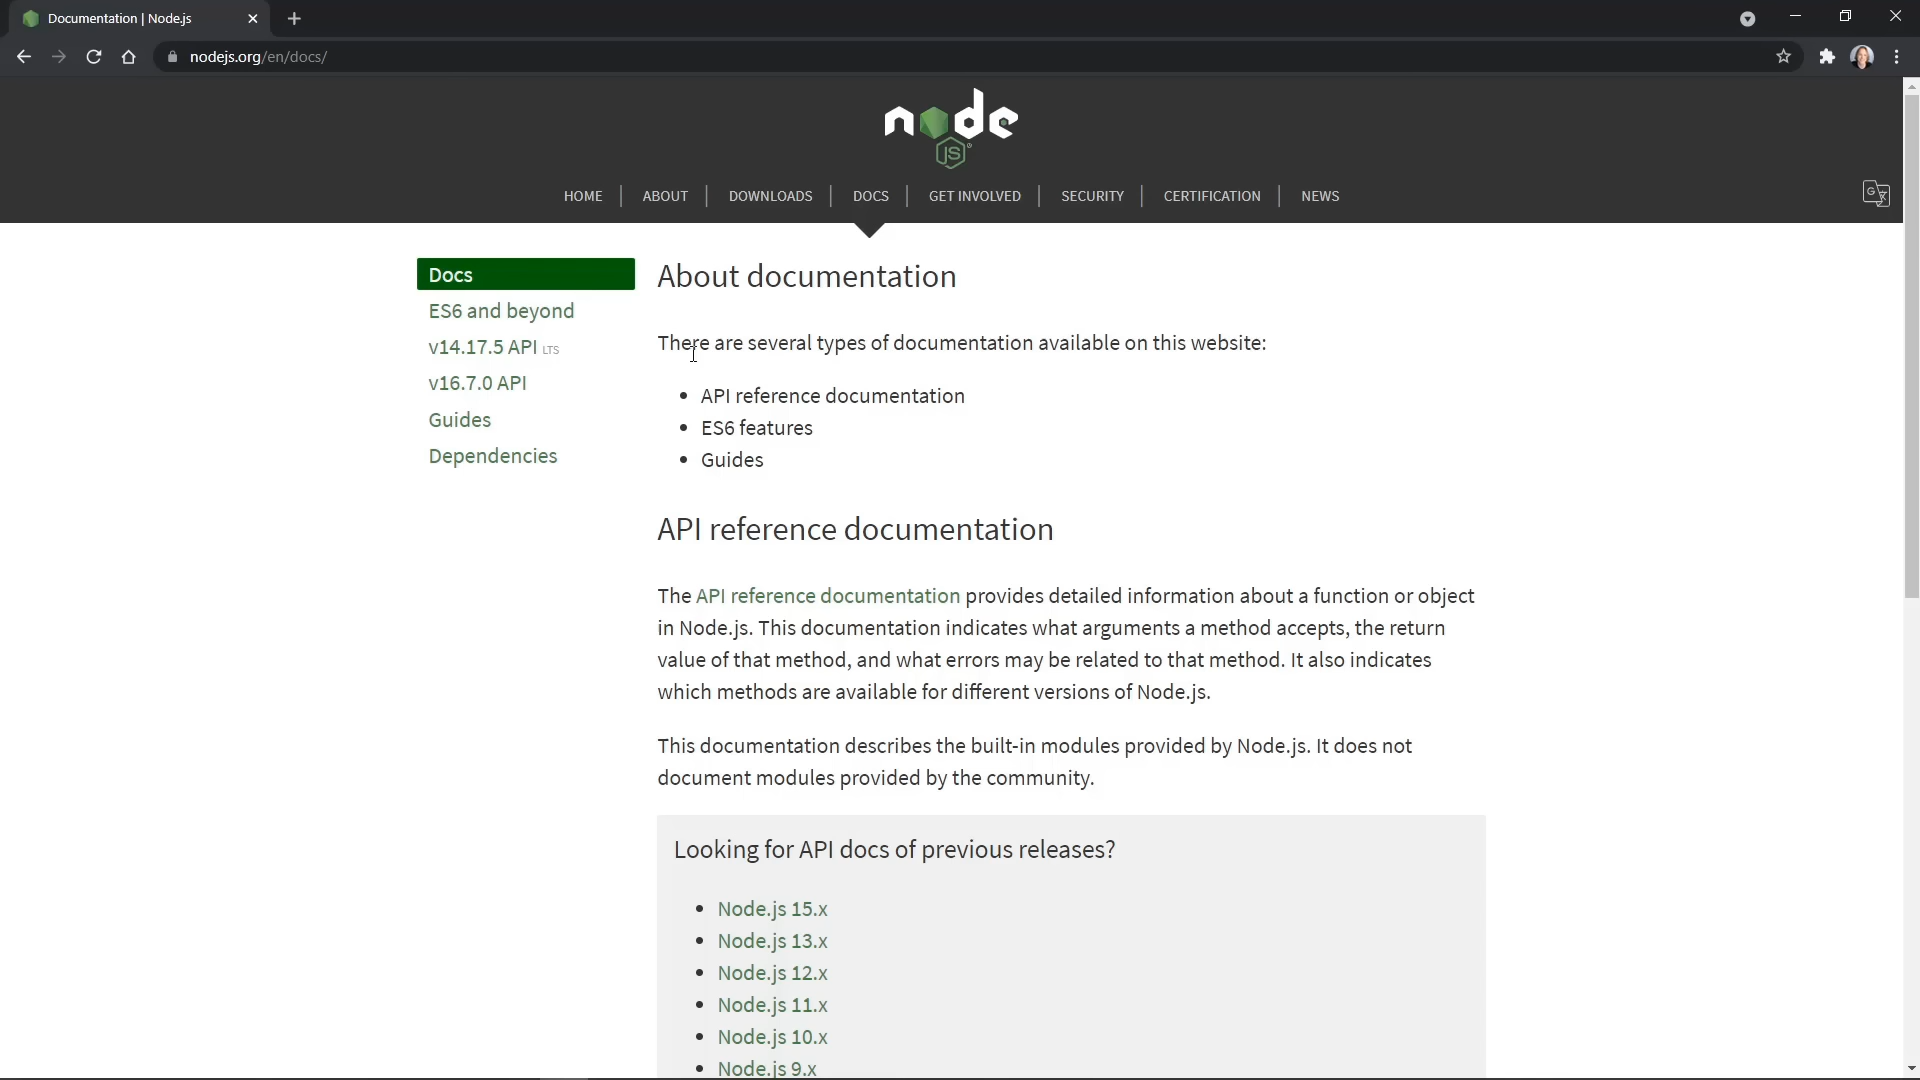 Documentation | Node.js
nodejs.org/en/docs/
node
JS
HOME | ABOUT | DOWNLOADS | DOCS | GET INVOLVED | SECURITY | CERTIFICATION | NEWS
Docs
ES6 and beyond
v14.17.5 API LTS
v16.7.0 API
Guides
Dependencies
About documentation
There are several types of documentation available on this website:
• API reference documentation
• ES6 features
• Guides
API reference documentation
The API reference documentation provides detailed information about a function or object
in Node.js. This documentation indicates what arguments a method accepts, the return
value of that method, and what errors may be related to that method. It also indicates
which methods are available for different versions of Node.js.
This documentation describes the built-in modules provided by Node.js. It does not
document modules provided by the community.
Looking for API docs of previous releases?
• Node.js 15.x
• Node.js 13.x
• Node.js 12.x
• Node.js 11.x
• Node.js 10.x
• Node.js 9.x